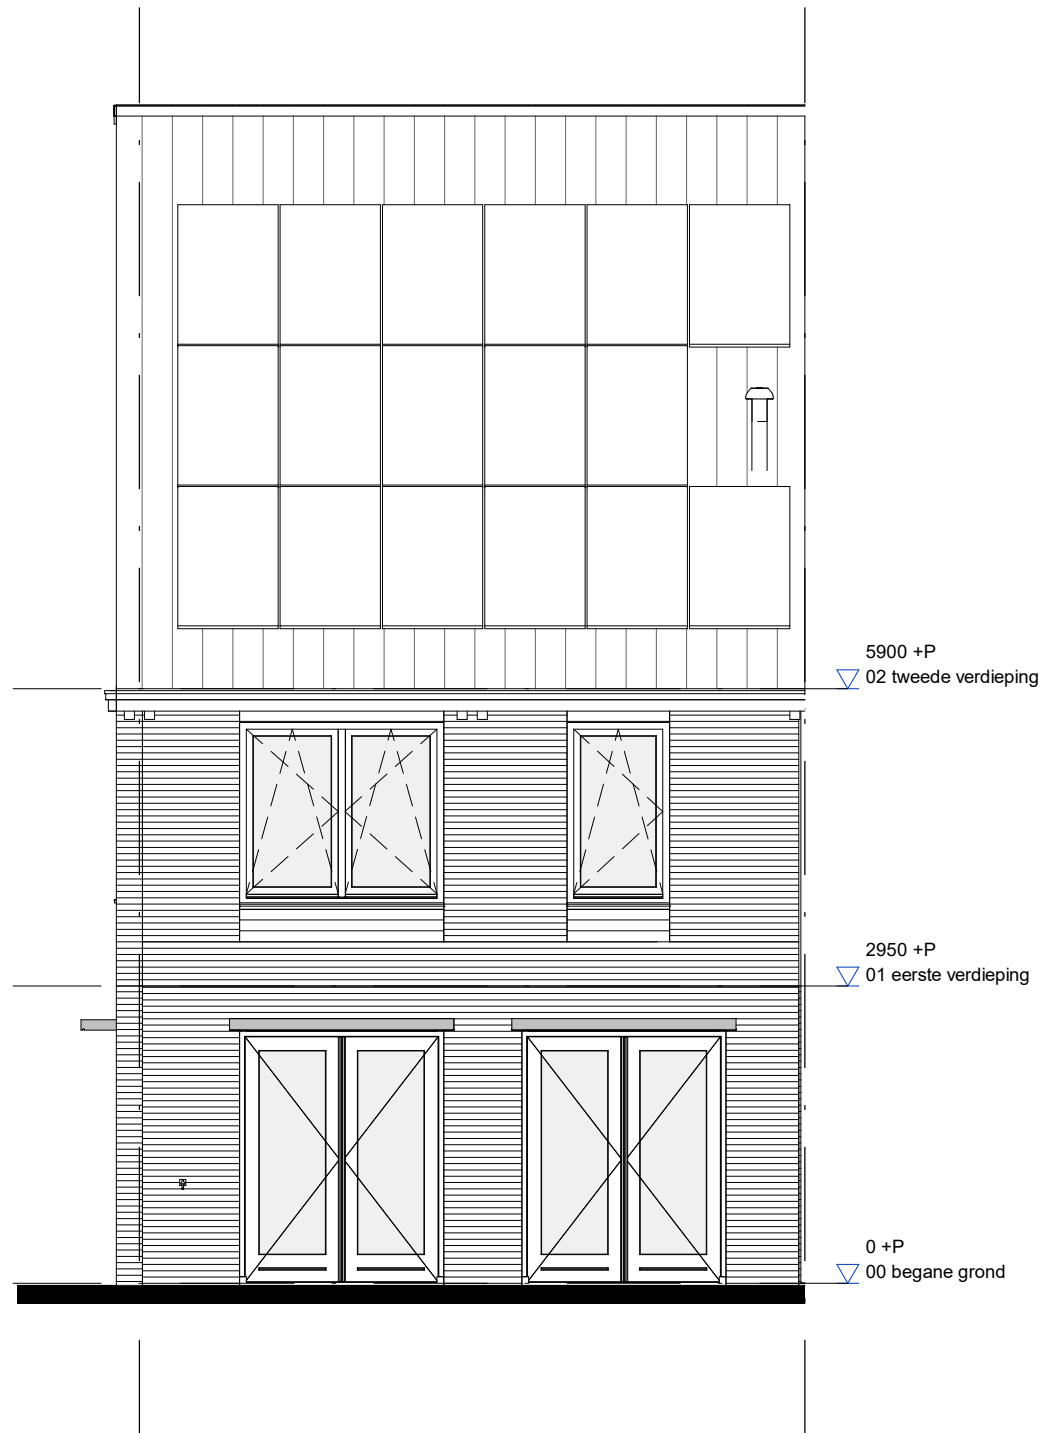 5900 +P
02 tweede verdieping
2950 +P
01 eerste verdieping
0 +P
00 begane grond